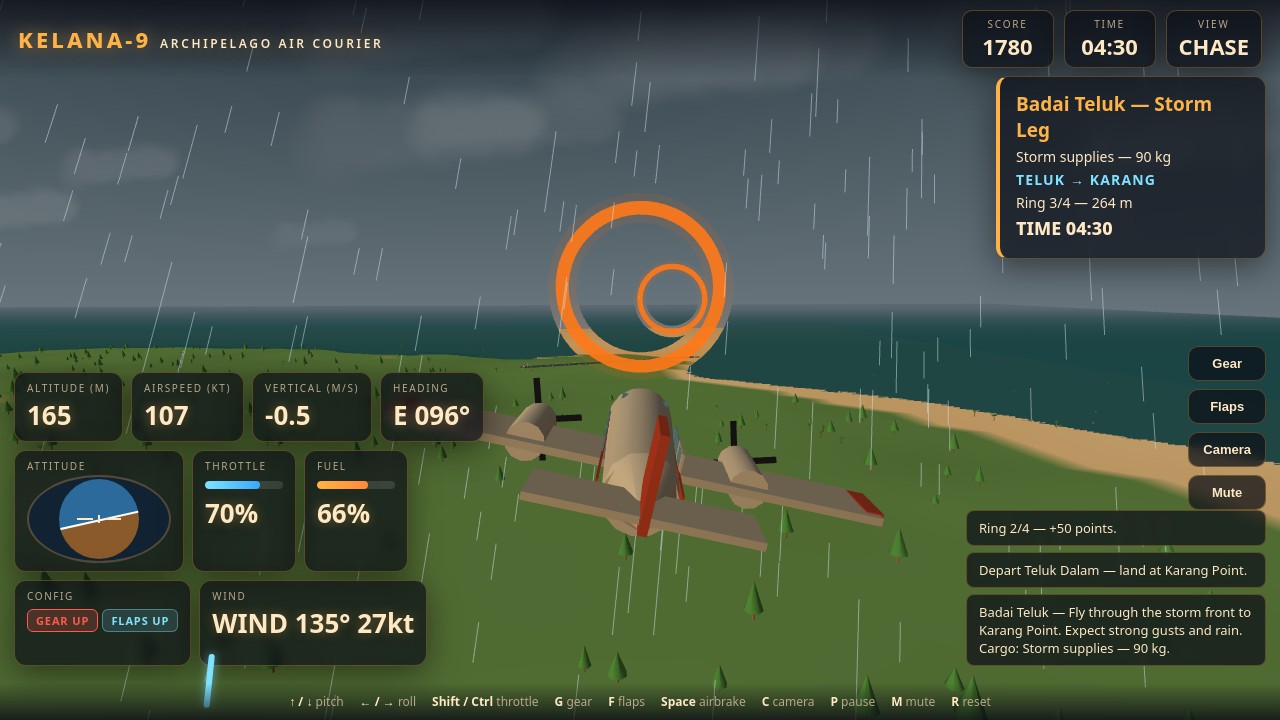 KELANA-9 ARCHIPELAGO AIR COURIER
SCORE
1780
TIME
04:30
VIEW
CHASE
Badai Teluk — Storm
Leg
Storm supplies — 90 kg
TELUK → KARANG
Ring 3/4 — 264 m
TIME 04:30
ALTITUDE (M)
165
AIRSPEED (KT)
107
VERTICAL (M/S)
-0.5
HEADING
E 096°
ATTITUDE
THROTTLE
70%
FUEL
66%
CONFIG
GEAR UP
FLAPS UP
WIND
WIND 135° 27kt
Gear
Flaps
Camera
Mute
Ring 2/4 — +50 points.
Depart Teluk Dalam — land at Karang Point.
Badai Teluk — Fly through the storm front to
Karang Point. Expect strong gusts and rain.
Cargo: Storm supplies — 90 kg.
↑ / ↓ pitch ← / → roll Shift / Ctrl throttle G gear F flaps Space airbrake C camera P pause M mute R reset